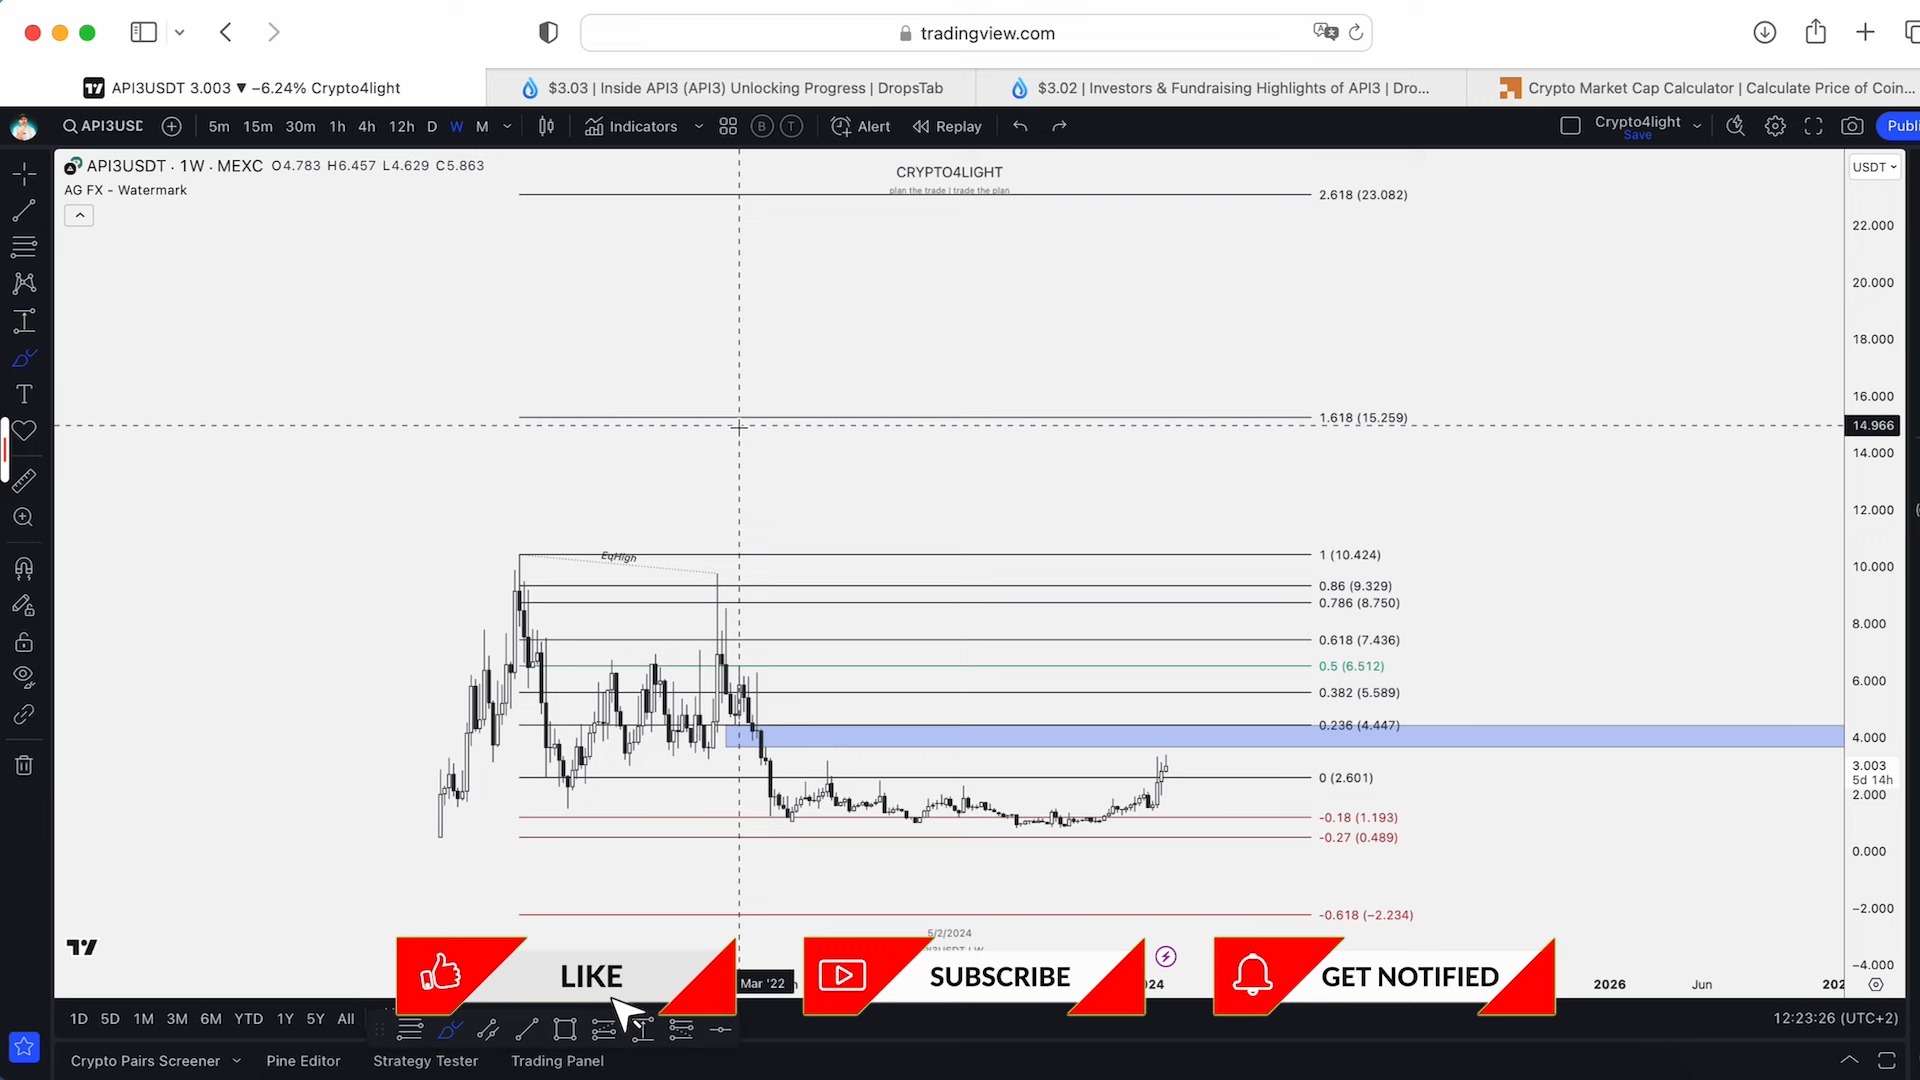 tradingview.com
API3USDT 3.003 ▼ −6.24% Crypto4light
$3.03 | Inside API3 (API3) Unlocking Progress | DropsTab
$3.02 | Investors & Fundraising Highlights of API3 | Dro...
Crypto Market Cap Calculator | Calculate Price of Coin...
API3USD
5m 15m 30m 1h 4h 12h D W M
Indicators
B T
Alert
Replay
Crypto4light
Save
Publi
API3USDT · 1W · MEXC O4.783 H6.457 L4.629 C5.863
AG FX - Watermark
CRYPTO4LIGHT
plan the trade | trade the plan
USDT
2.618 (23.082)
22.000
20.000
18.000
16.000
1.618 (15.259)
14.966
14.000
12.000
EqHigh
1 (10.424)
10.000
0.86 (9.329)
0.786 (8.750)
8.000
0.618 (7.436)
0.5 (6.512)
6.000
0.382 (5.589)
0.236 (4.447)
4.000
3.003
5d 14h
0 (2.601)
2.000
-0.18 (1.193)
-0.27 (0.489)
0.000
-0.618 (−2.234)
−2.000
5/2/2024
−4.000
LIKE
SUBSCRIBE
GET NOTIFIED
Mar '22
2026
Jun
202
1D 5D 1M 3M 6M YTD 1Y 5Y All
12:23:26 (UTC+2)
Crypto Pairs Screener
Pine Editor
Strategy Tester
Trading Panel